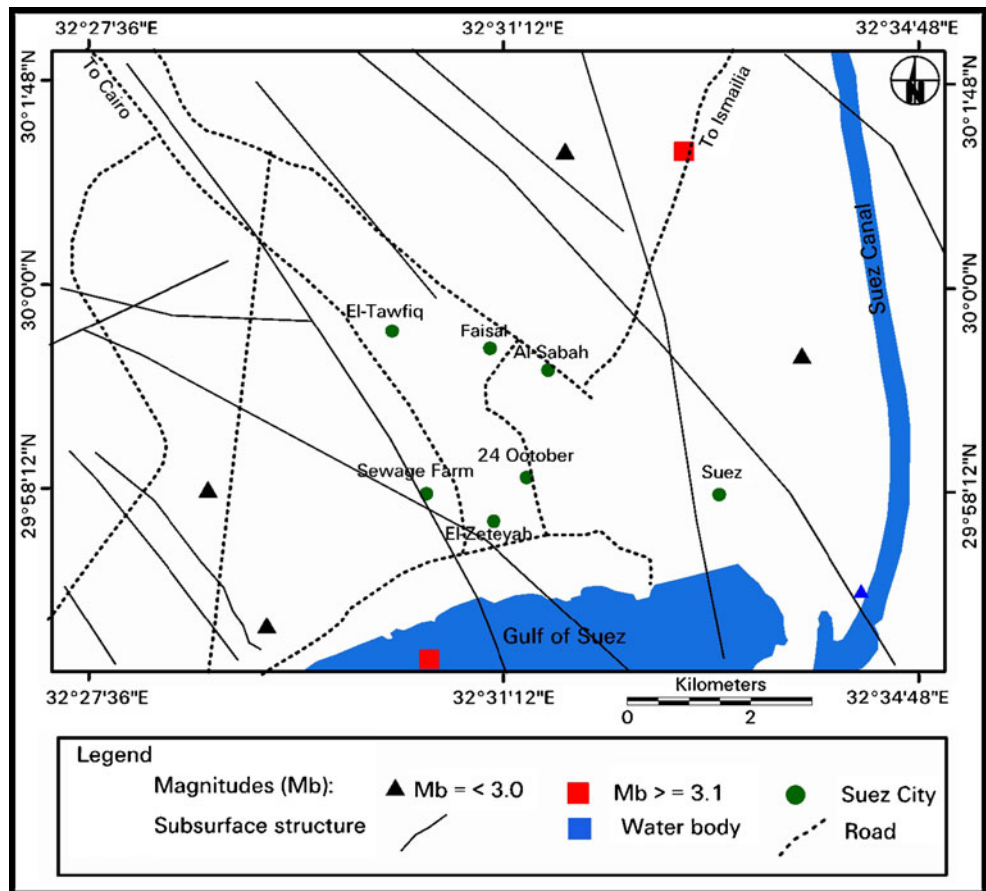 32°27'36"E 32°31'12"E 32°34'48"E
30°1'48"N
30°0'0"N
29°58'12"N
30°1'48"N
30°0'0"N
29°58'12"N
N
To Cairo
To Ismailia
Suez Canal
El-Tawfiq
Faisal
Al-Sabah
24 Ootober
Sewage Farm
Suez
El-Zeteyah
Gulf of Suez
32°27'36"E 32°31'12"E 32°34'48"E
Kilometers
0 2
Legend
Magnitudes (Mb): Mb = < 3.0 Mb > = 3.1 Suez City
Subsurface structure Water body Road